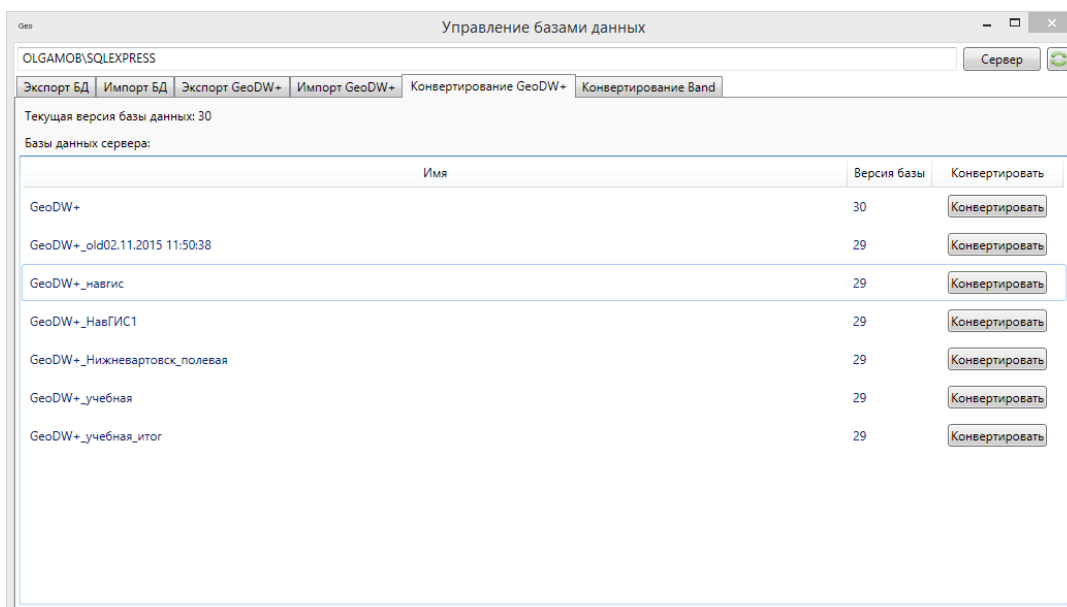 Geo Управление базами данных
OLGAMOB\SQLEXPRESS Сервер
Экспорт БД Импорт БД Экспорт GeoDW+ Импорт GeoDW+ Конвертирование GeoDW+ Конвертирование Band
Текущая версия базы данных: 30
Базы данных сервера:
Имя Версия базы Конвертировать
GeoDW+ 30 Конвертировать
GeoDW+_old02.11.2015 11:50:38 29 Конвертировать
GeoDW+_навгис 29 Конвертировать
GeoDW+_НавГИС1 29 Конвертировать
GeoDW+_Нижневартовск_полевая 29 Конвертировать
GeoDW+_учебная 29 Конвертировать
GeoDW+_учебная_итог 29 Конвертировать